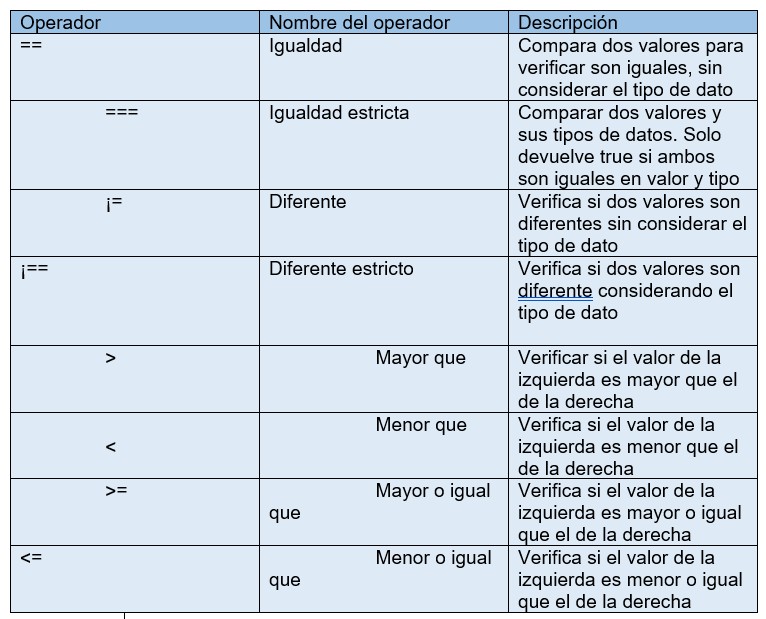 Operador Nombre del operador Descripción
== Igualdad Compara dos valores para
verificar son iguales, sin
considerar el tipo de dato
=== Igualdad estricta Comparar dos valores y
sus tipos de datos. Solo
devuelve true si ambos
son iguales en valor y tipo
¡= Diferente Verifica si dos valores son
diferentes sin considerar el
tipo de dato
¡== Diferente estricto Verifica si dos valores son
diferente considerando el
tipo de dato
> Mayor que Verificar si el valor de la
izquierda es mayor que el
de la derecha
Menor que Verifica si el valor de la
< izquierda es menor que el
de la derecha
>= Mayor o igual Verifica si el valor de la
que izquierda es mayor o igual
que el de la derecha
<= Menor o igual Verifica si el valor de la
que izquierda es menor o igual
que el de la derecha